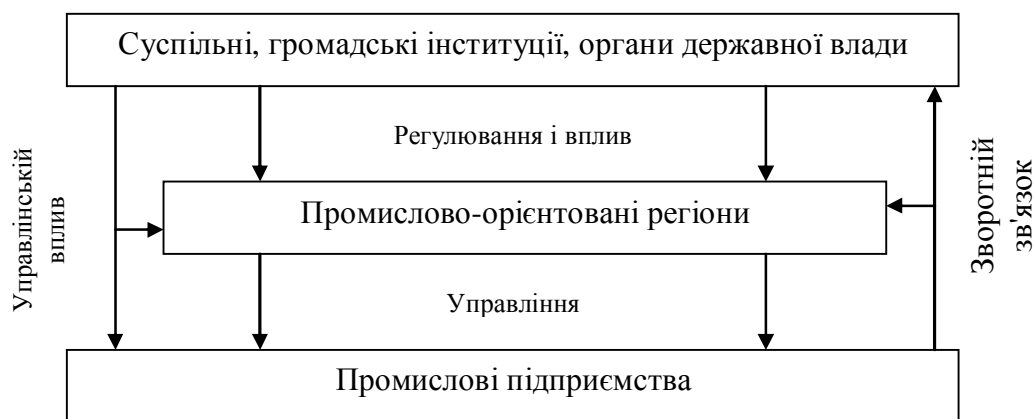 Суспільні, громадські інституції, органи державної влади
Регулювання і вплив
Управлінській
вплив
Промислово-орієнтовані регіони
Зворотній
зв'язок
Управління
Промислові підприємства